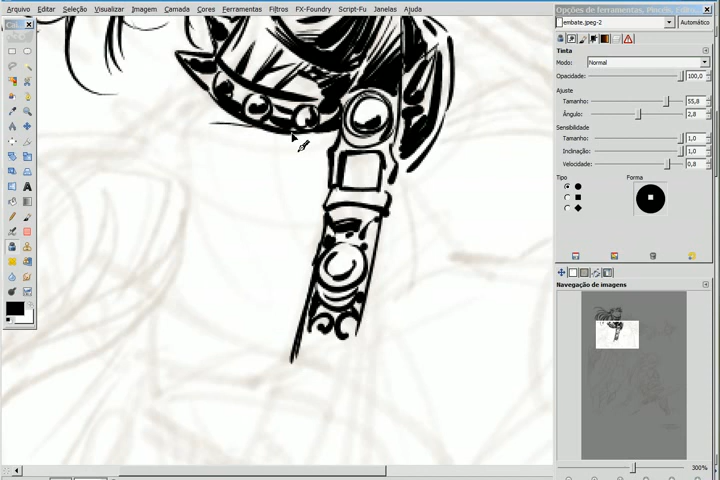 Arquivo Editar Seleção Visualizar Imagem Camada Cores Ferramentas Filtros FX-Foundry Script-Fu Janelas Ajuda
Opções de ferramentas, Pincéis,
embate.jpeg-2 Automático
Tinta
Modo: Normal
Opacidade: 100,0
Ajuste
Tamanho: 55,8
Ângulo: 2,8
Sensibilidade
Tamanho: 1,0
Inclinação: 1,0
Velocidade: 0,8
Tipo Forma
Navegação de imagens
300%